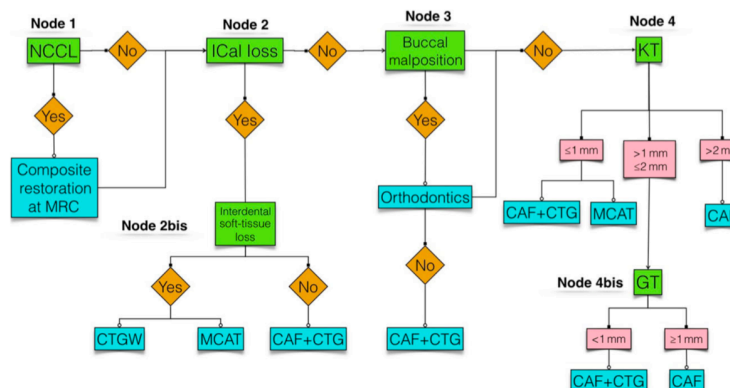 Node 1
NCCL
No
Yes
Composite
restoration
at MRC
Node 2
ICal loss
No
Yes
Node 2bis
Interdental
soft-tissue
loss
Yes
No
CTGW
MCAT
CAF+CTG
Node 3
Buccal
malposition
No
Yes
Orthodontics
No
CAF+CTG
Node 4
KT
≤1 mm
>1 mm
≤2 mm
>2 m
CAF+CTG
MCAT
CA
Node 4bis
GT
<1 mm
≥1 mm
CAF+CTG
CAF